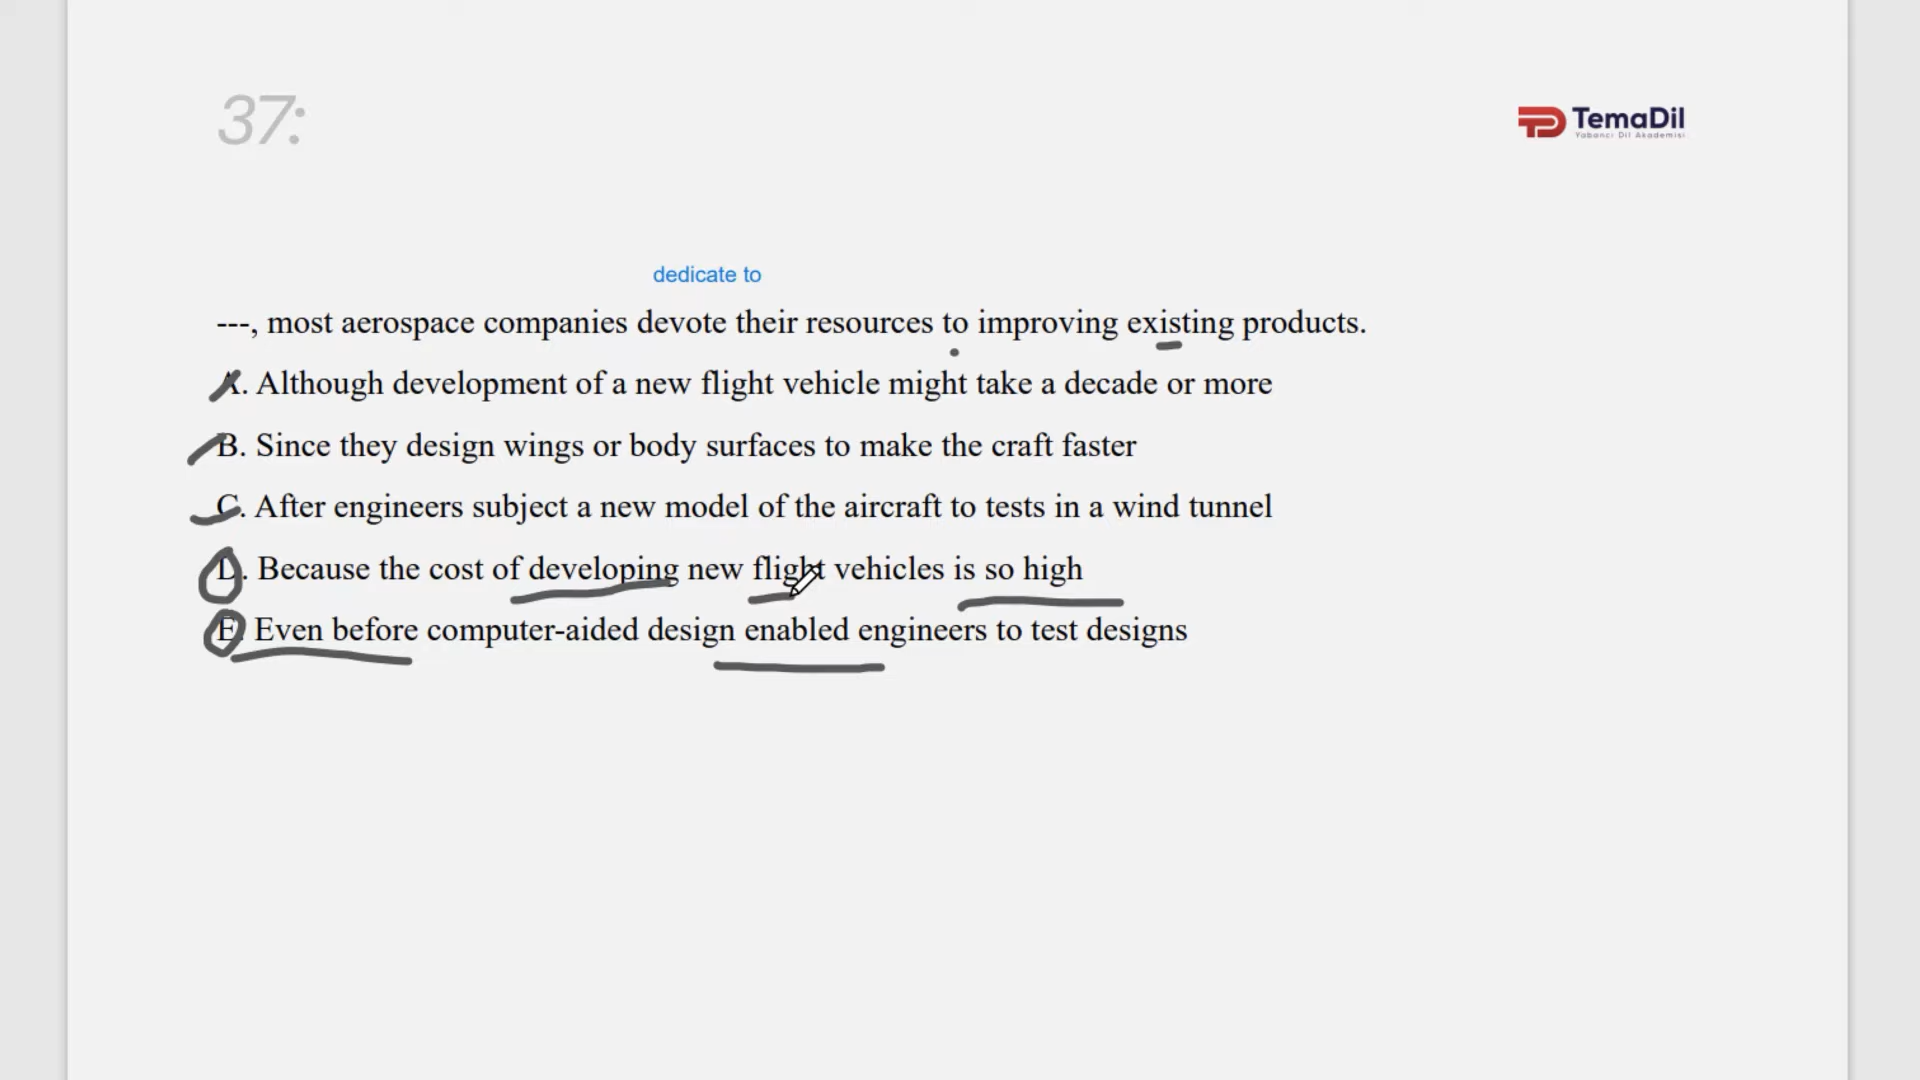 37:
TemaDil
Yabancı Dil Akademisi
dedicate to
---, most aerospace companies devote their resources to improving existing products.
A. Although development of a new flight vehicle might take a decade or more
B. Since they design wings or body surfaces to make the craft faster
C. After engineers subject a new model of the aircraft to tests in a wind tunnel
D. Because the cost of developing new flight vehicles is so high
E. Even before computer-aided design enabled engineers to test designs